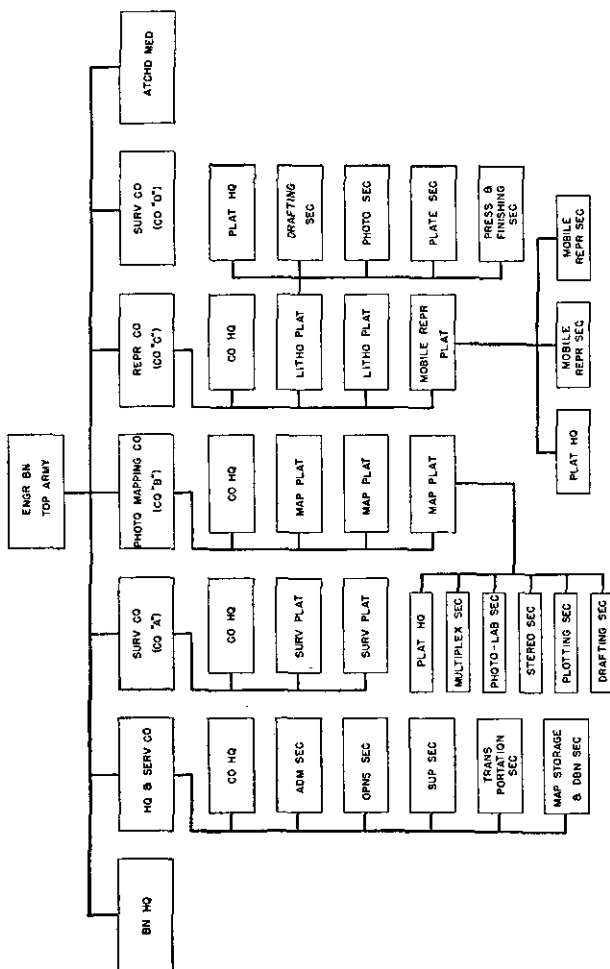 ENGR BN
TOP ARMY
BN HQ
HQ & SERV CO
SURV CO
(CO "A")
PHOTO MAPPING CO
(CO "B")
REPR CO
(CO "C")
SURV CO
(CO "D")
ATCHD MED
CO HQ
ADM SEC
OPNS SEC
SUP SEC
TRANS
PORTATION
SEC
MAP STORAGE
& DBN SEC
CO HQ
SURV PLAT
SURV PLAT
CO HQ
MAP PLAT
MAP PLAT
MAP PLAT
PLAT HQ
MULTIPLEX SEC
PHOTO-LAB SEC
STEREO SEC
PLOTTING SEC
DRAFTING SEC
CO HQ
LITHO PLAT
LITHO PLAT
MOBILE REPR
PLAT
PLAT HQ
DRAFTING
SEC
PHOTO SEC
PLATE SEC
PRESS &
FINISHING
SEC
PLAT HQ
MOBILE
REPR SEC
MOBILE
REPR SEC